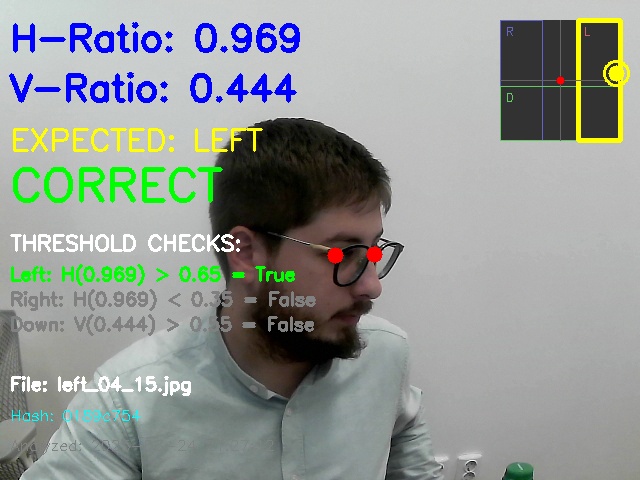 H-Ratio: 0.969
V-Ratio: 0.444
R
L
D
EXPECTED: LEFT
CORRECT
THRESHOLD CHECKS:
Left: H(0.969) > 0.65 = True
Right: H(0.969) < 0.35 = False
Down: V(0.444) > 0.55 = False
File: left_04_15.jpg
Hash: